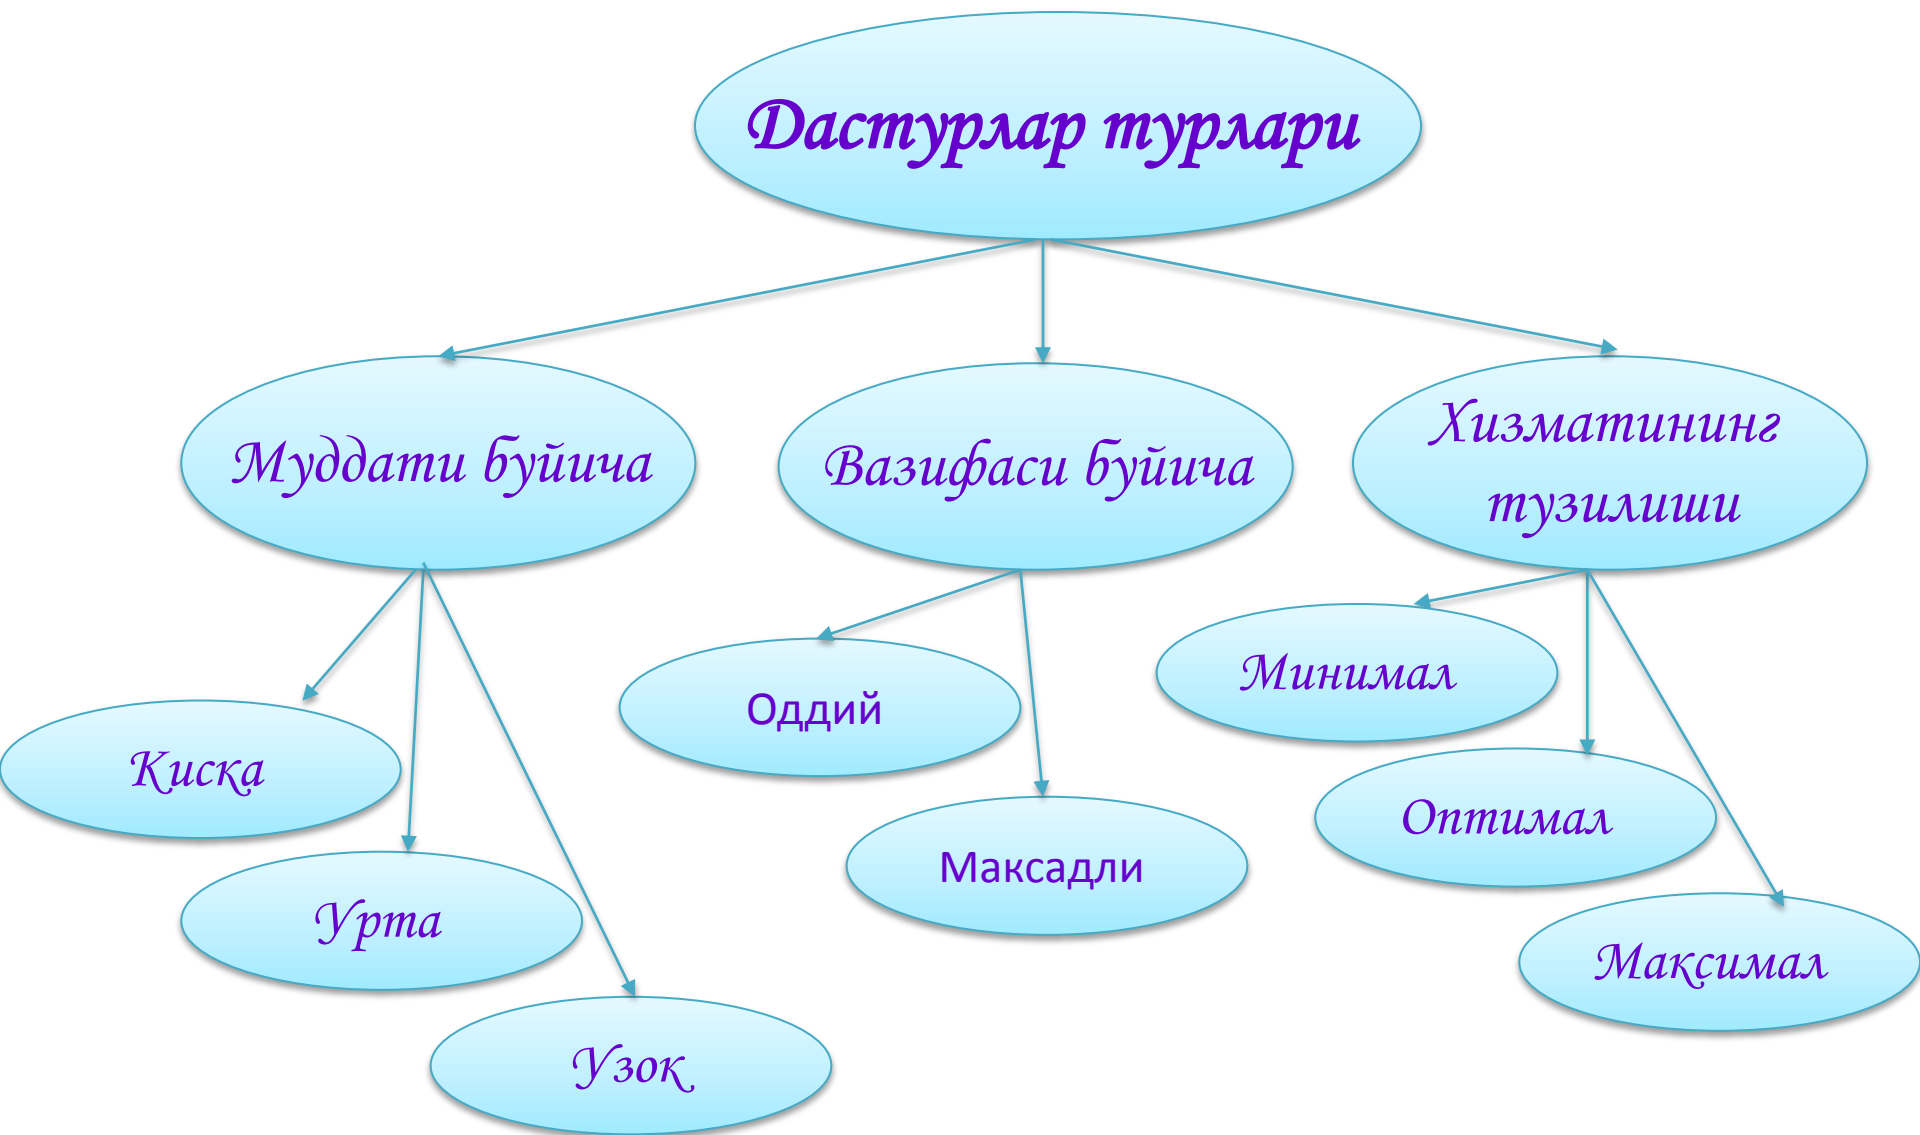 Дастурлар турлари
Муддати буйича
Вазифаси буйича
Хизматининг
тузилиши
Киска
Урта
Узок
Оддий
Максадли
Минимал
Оптимал
Максимал